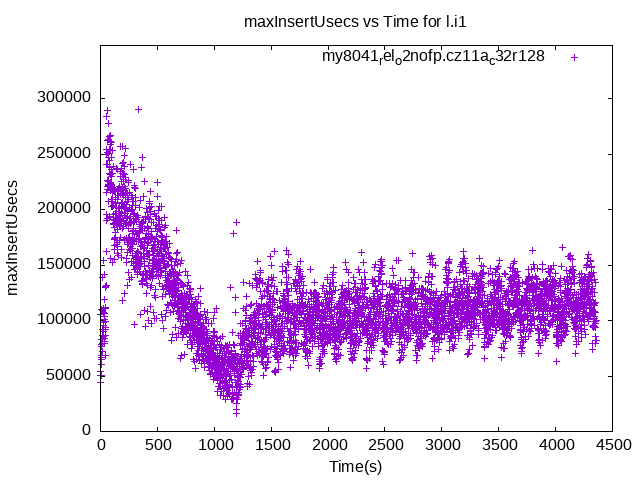 maxInsertUsecs vs Time for l.i1
my8041rel_o2nofp.cz11a_c32r128
300000
250000
200000
150000
100000
50000
0
maxInsertUsecs
0 500 1000 1500 2000 2500 3000 3500 4000 4500
Time(s)